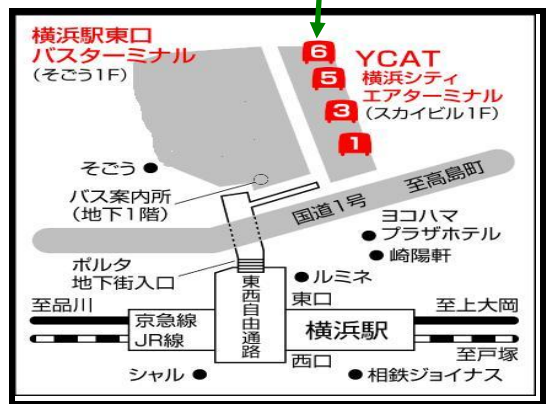 横浜駅東口
バスターミナル
(そごう1F)
6
YCAT
5
横浜シティ
エアターミナル
3
(スカイビル1F)
1
そごう
至高島町
バス案内所
(地下1階)
国道1号
ヨコハマ
プラザホテル
崎陽軒
ポルタ
地下街入口
ルミネ
東西自由通路
至品川
東口
至上大岡
京急線
JR線
横浜駅
至戸塚
西口
シャル
相鉄ジョイナス